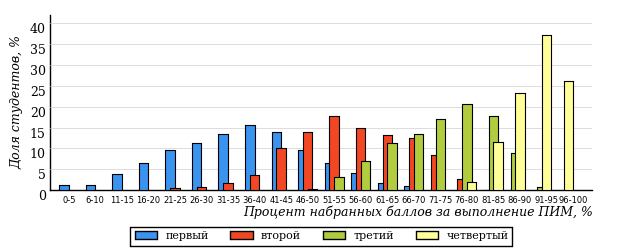 Доля студентов, %
40
35
30
25
20
15
10
5
0
0-5 6-10 11-15 16-20 21-25 26-30 31-35 36-40 41-45 46-50 51-55 56-60 61-65 66-70 71-75 76-80 81-85 86-90 91-95 96-100
Процент набранных баллов за выполнение ПИМ, %
первый второй третий четвертый